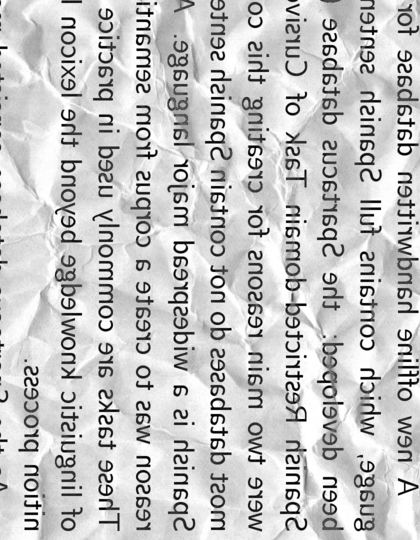 A new offline handwritten database for
guage, which contains full Spanish senten
been developed: the Spartacus database (
Spanish Restricted-domain Task of Cursiv
were two main reasons for creating this co
most databases do not contain Spanish sente
Spanish is a widespread major language. A
reason was to create a corpus from semanti
These tasks are commonly used in practice
of linguistic knowledge beyond the lexicon
nition process.